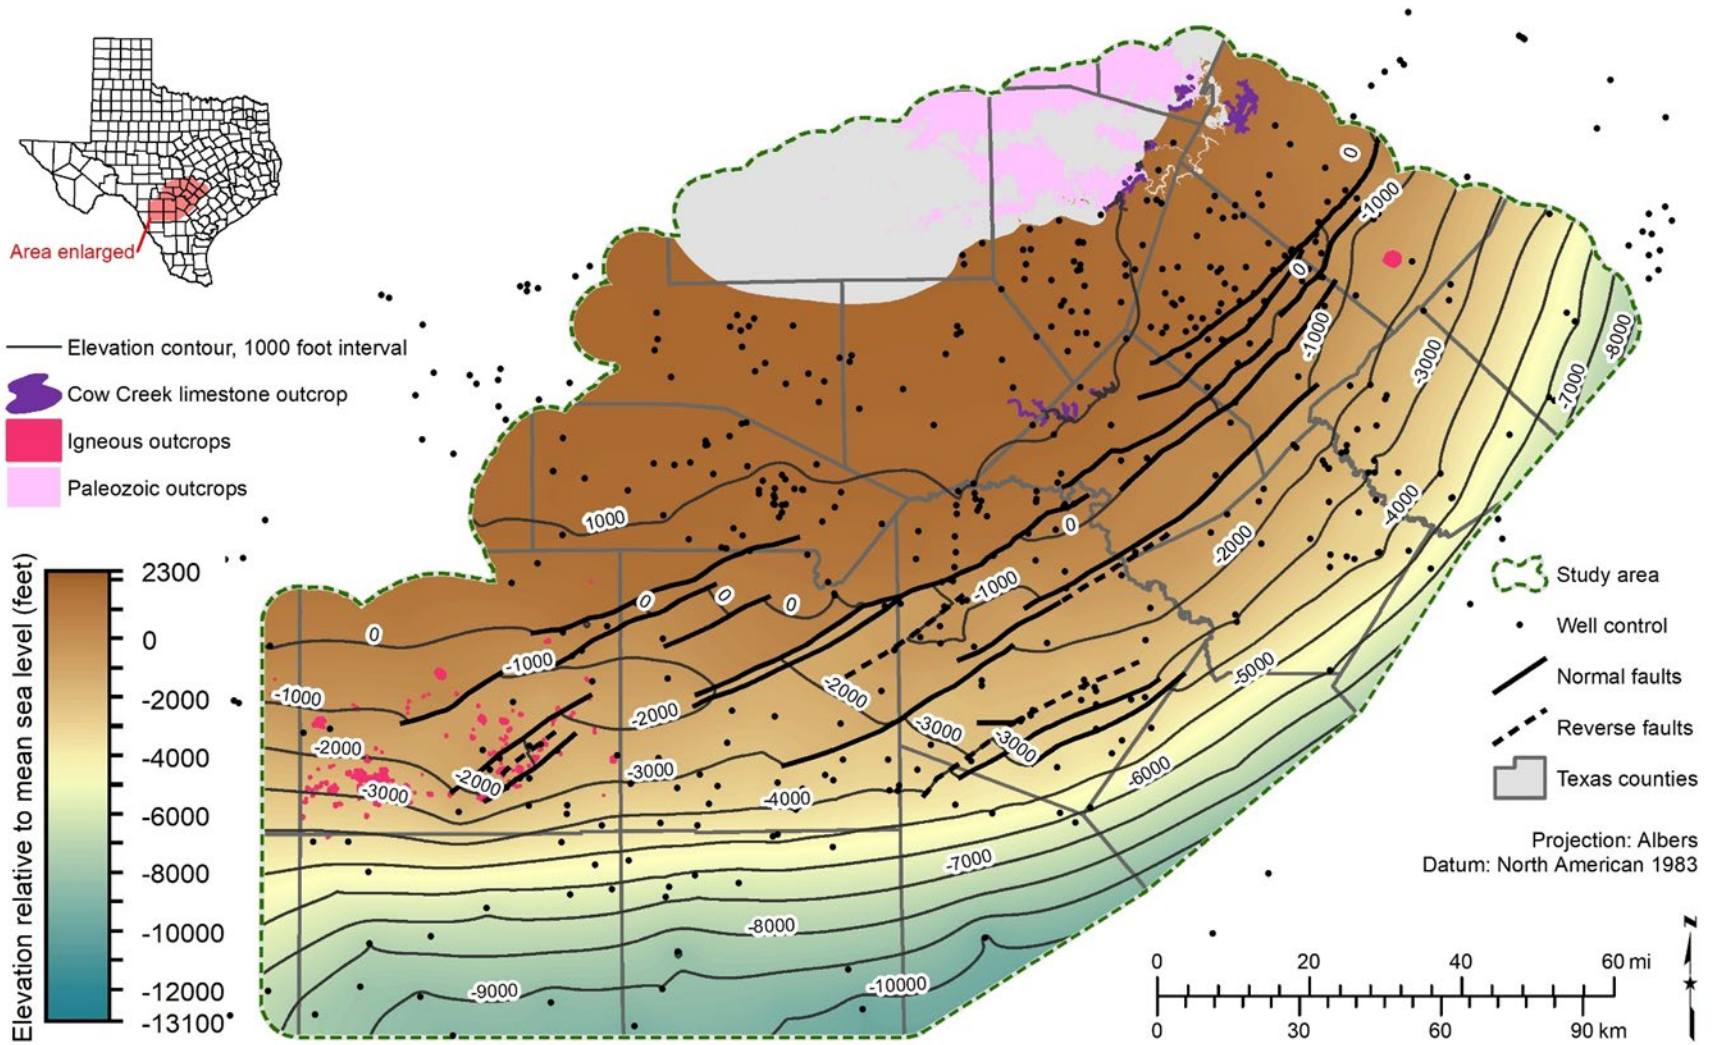 Area enlarged
Elevation contour, 1000 foot interval
Cow Creek limestone outcrop
Igneous outcrops
Paleozoic outcrops
Elevation relative to mean sea level (feet)
2300
0
-2000
-4000
-6000
-8000
-10000
-12000
-13100
0
-1000
0
-1000
-3000
-8000
-7000
1000
0
-4000
-2000
-1000
0
0
0
0
-1000
-1000
-2000
-2000
-5000
-2000
-3000
-3000
-2000
-3000
-3000
-4000
-6000
-7000
-8000
-9000
-10000
Study area
Well control
Normal faults
Reverse faults
Texas counties
Projection: Albers
Datum: North American 1983
N
0 20 40 60 mi
0 30 60 90 km